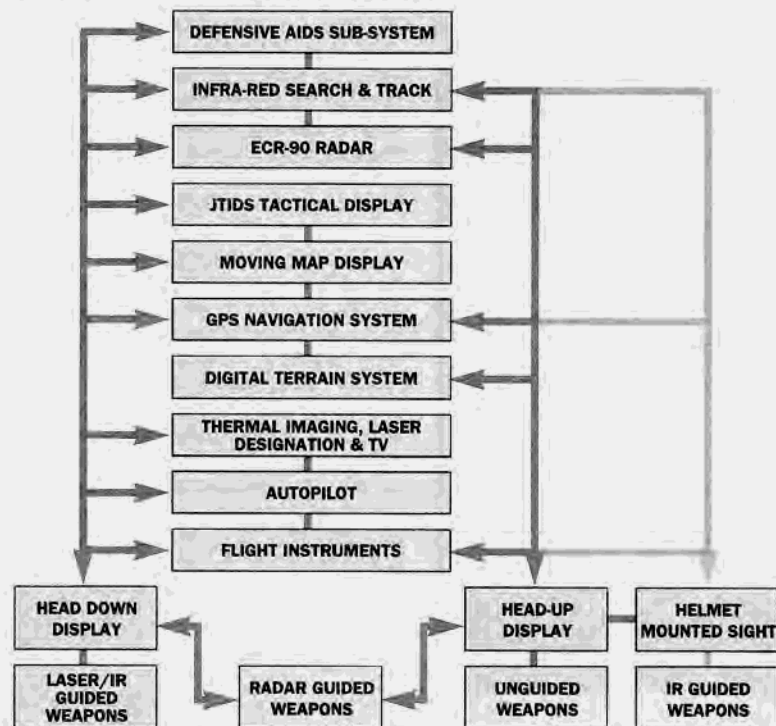 DEFENSIVE AIDS SUB-SYSTEM
INFRA-RED SEARCH & TRACK
ECR-90 RADAR
JTIDS TACTICAL DISPLAY
MOVING MAP DISPLAY
GPS NAVIGATION SYSTEM
DIGITAL TERRAIN SYSTEM
THERMAL IMAGING, LASER
DESIGNATION & TV
AUTOPILOT
FLIGHT INSTRUMENTS
HEAD DOWN
DISPLAY
HEAD-UP
DISPLAY
HELMET
MOUNTED SIGHT
LASER/IR
GUIDED
WEAPONS
RADAR GUIDED
WEAPONS
UNGUIDED
WEAPONS
IR GUIDED
WEAPONS